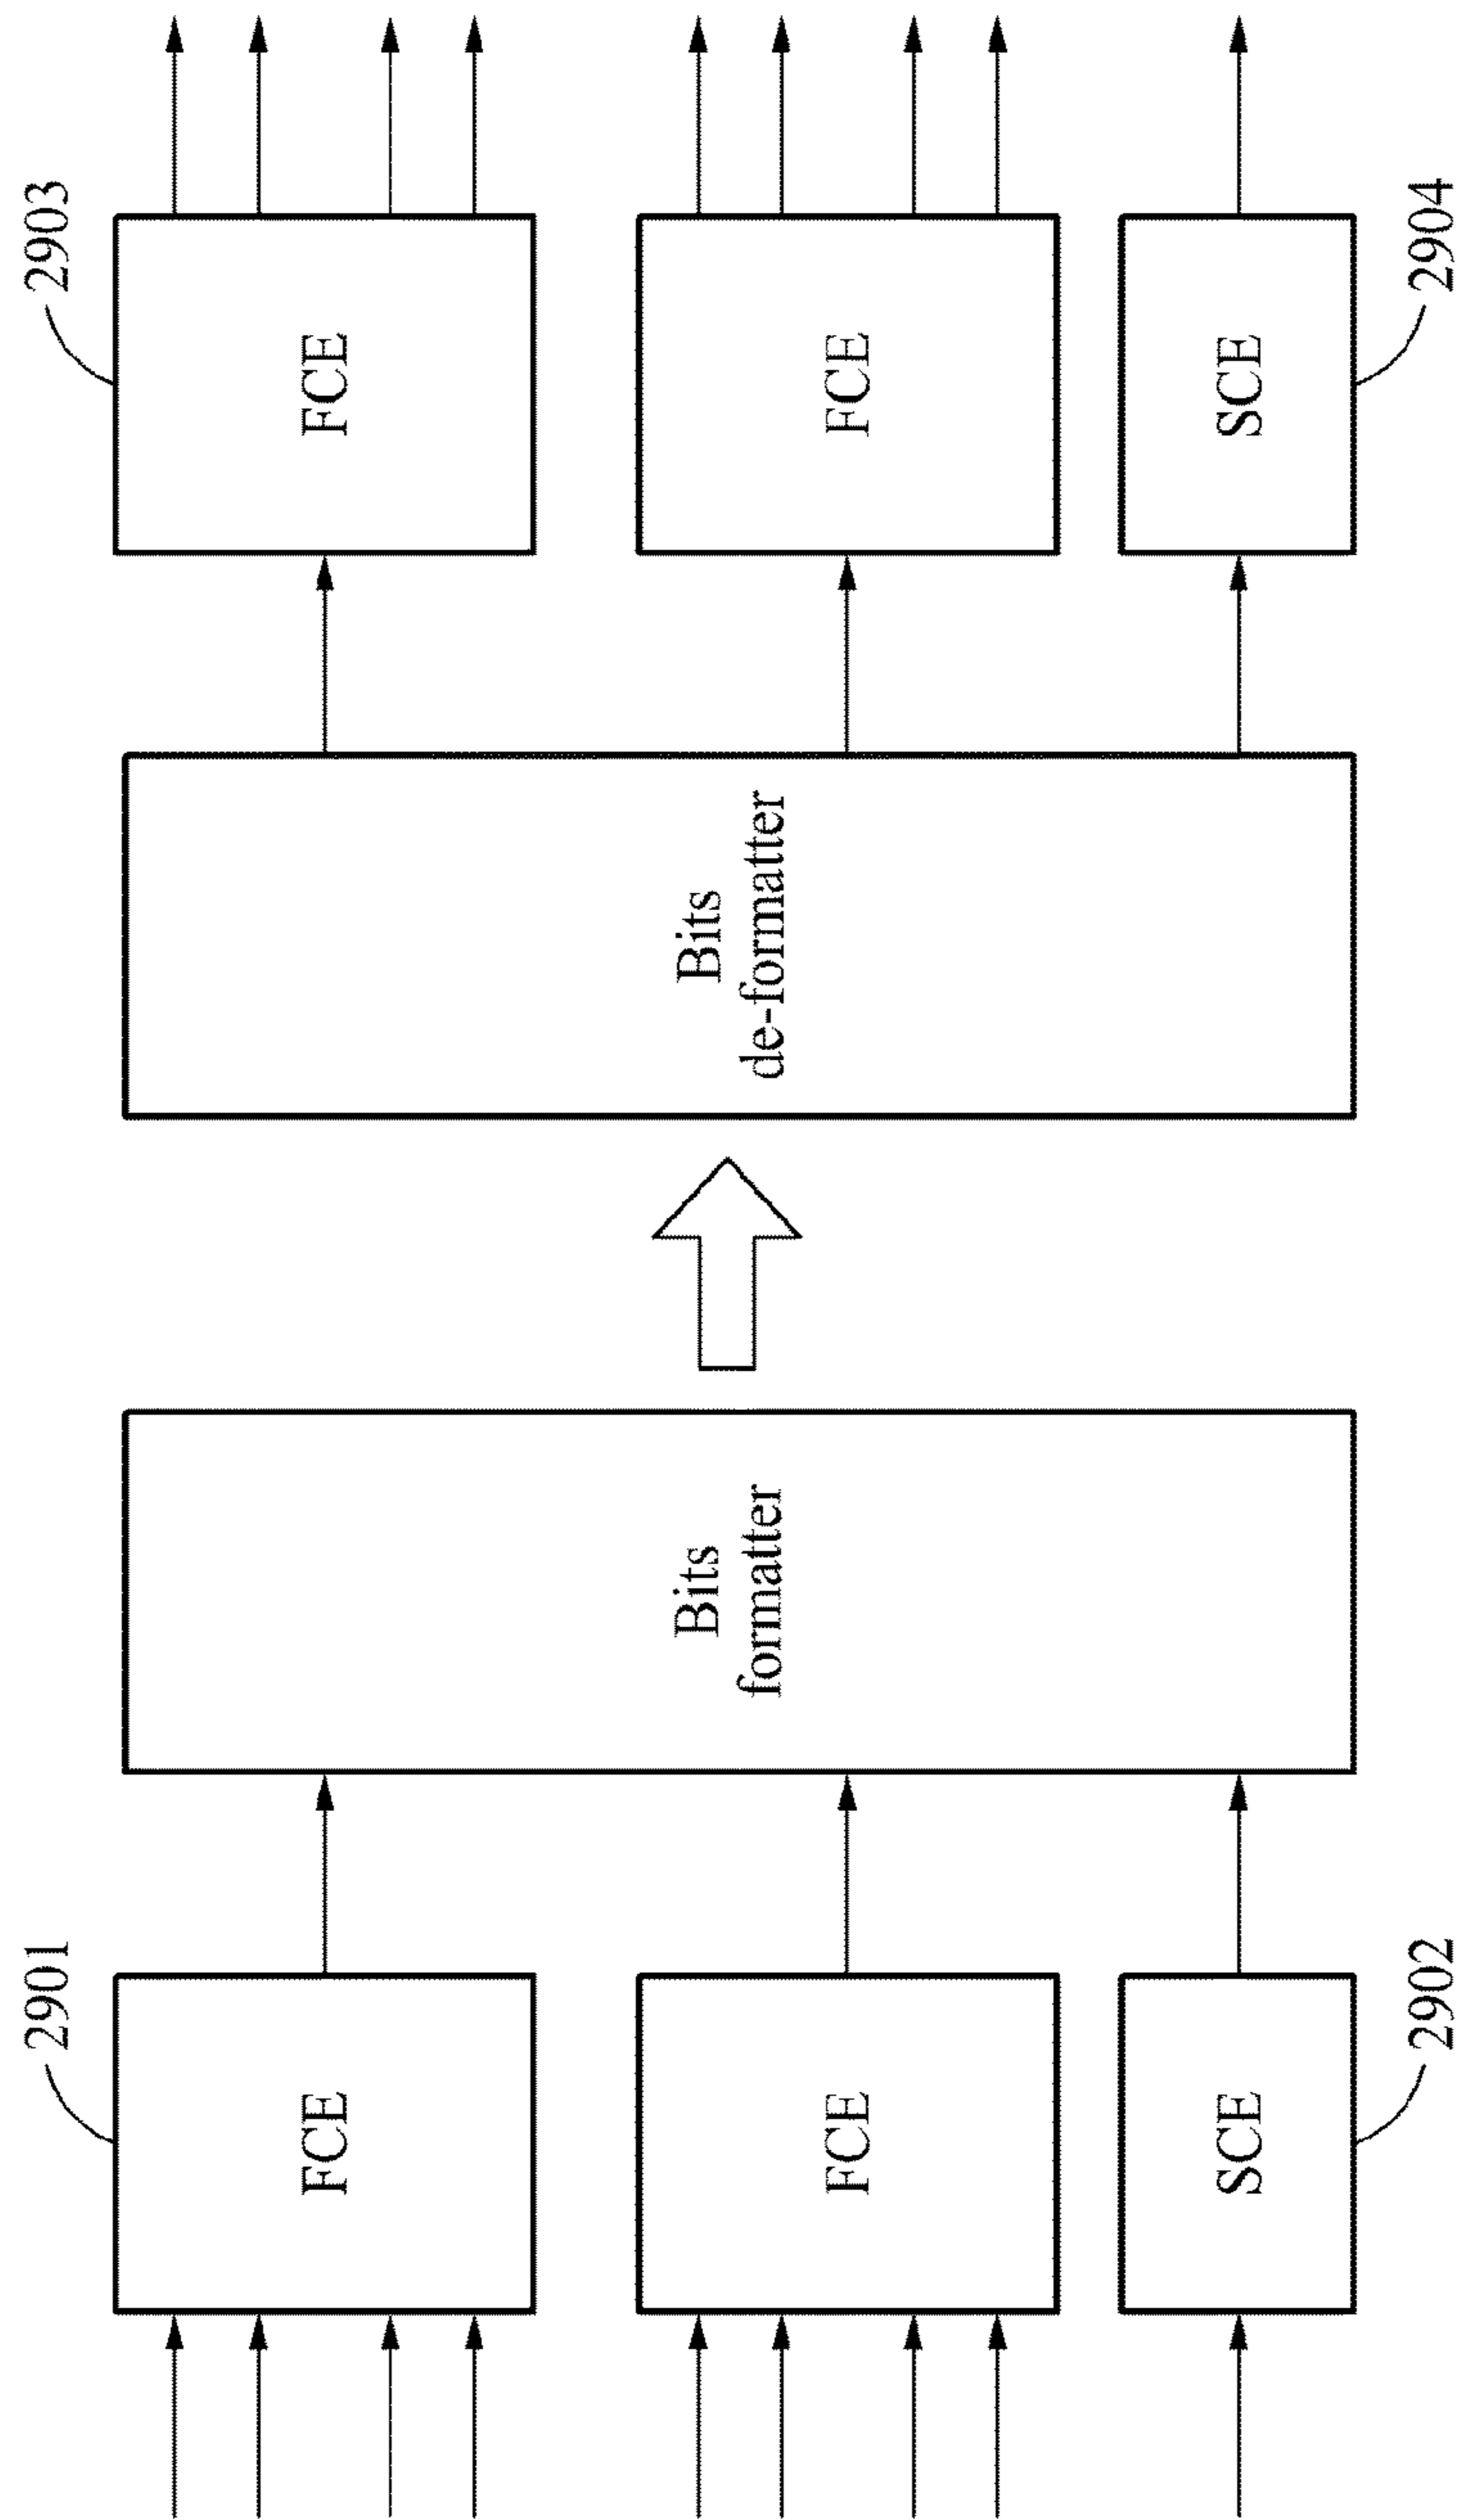 2901
FCE
FCE
SCE
2902
Bits
formatter
Bits
de-formatter
2903
FCE
FCE
SCE
2904